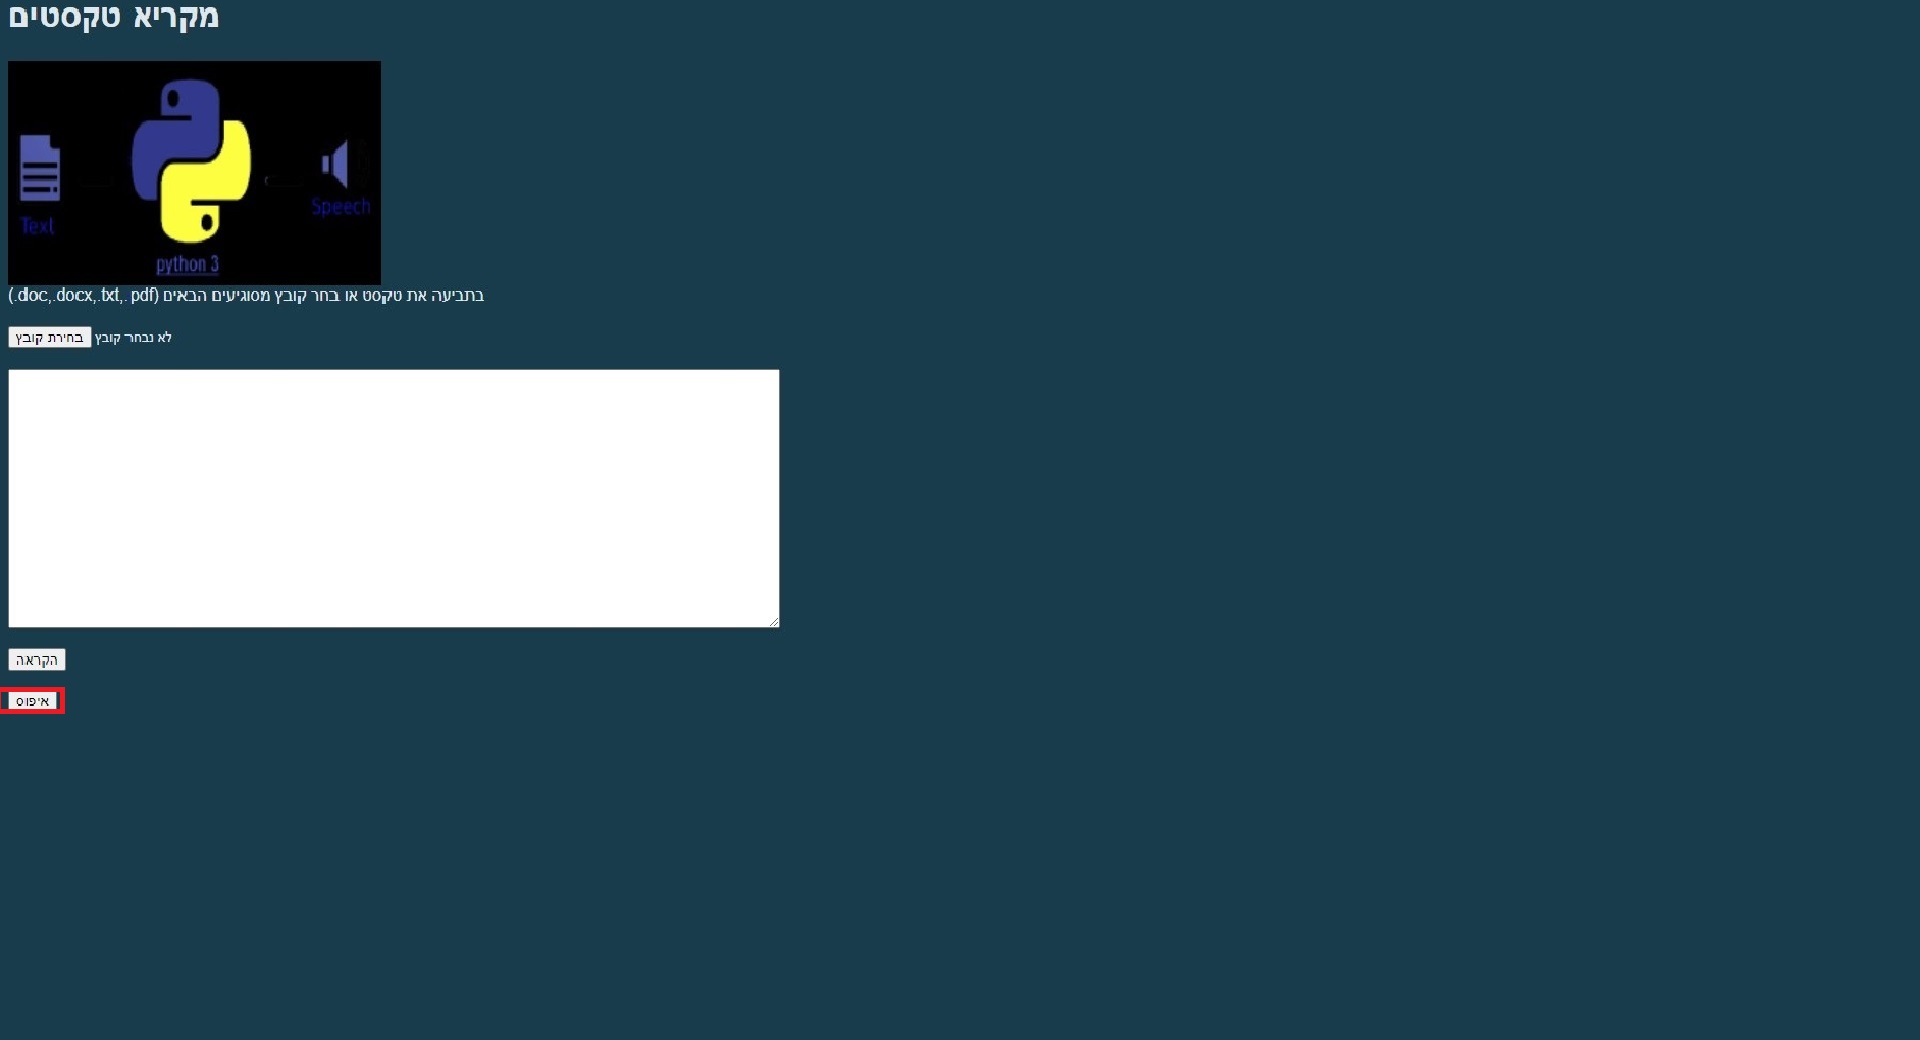 מקריא טקסטים
Text
Speech
python 3
בתביעה את טקסט או בחר קובץ מסוגיעים הבאים (.doc,.docx,.txt,.pdf)
בחירת קובץ לא נבחר קובץ
הקראה
איפוס